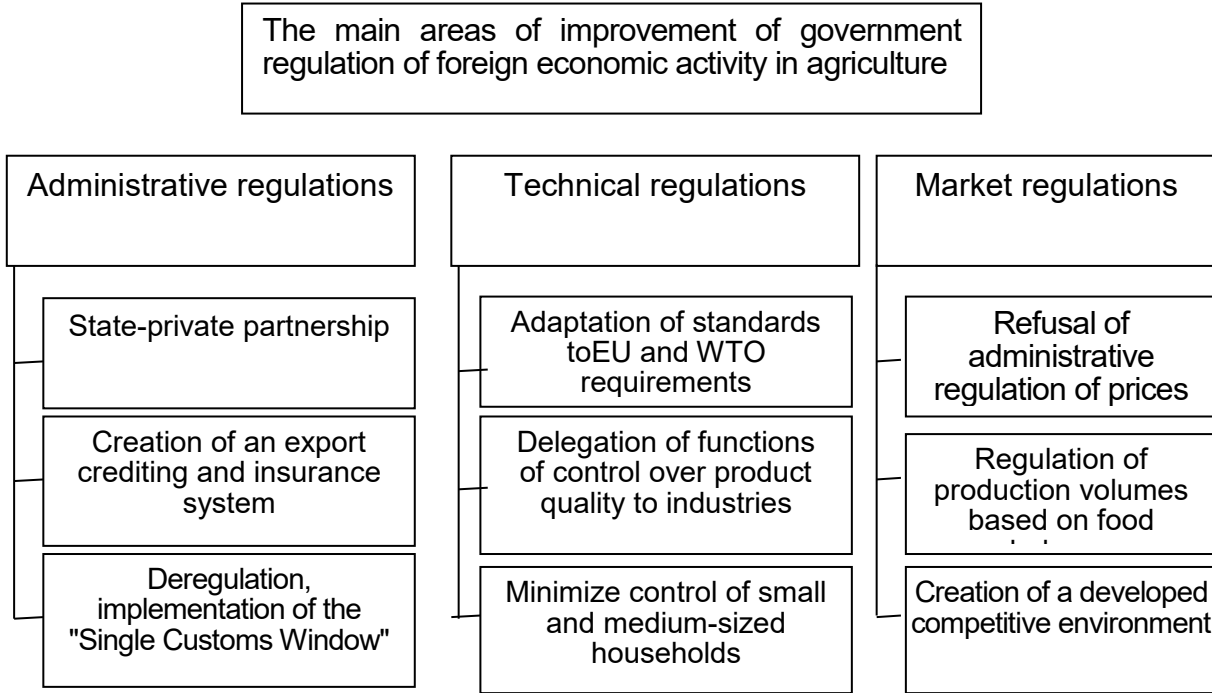 The main areas of improvement of government
regulation of foreign economic activity in agriculture
Administrative regulations
State-private partnership
Creation of an export
crediting and insurance
system
Deregulation,
implementation of the
"Single Customs Window"
Technical regulations
Adaptation of standards
toEU and WTO
requirements
Delegation of functions
of control over product
quality to industries
Minimize control of small
and medium-sized
households
Market regulations
Refusal of
administrative
regulation of prices
Regulation of
production volumes
based on food
Creation of a developed
competitive environment